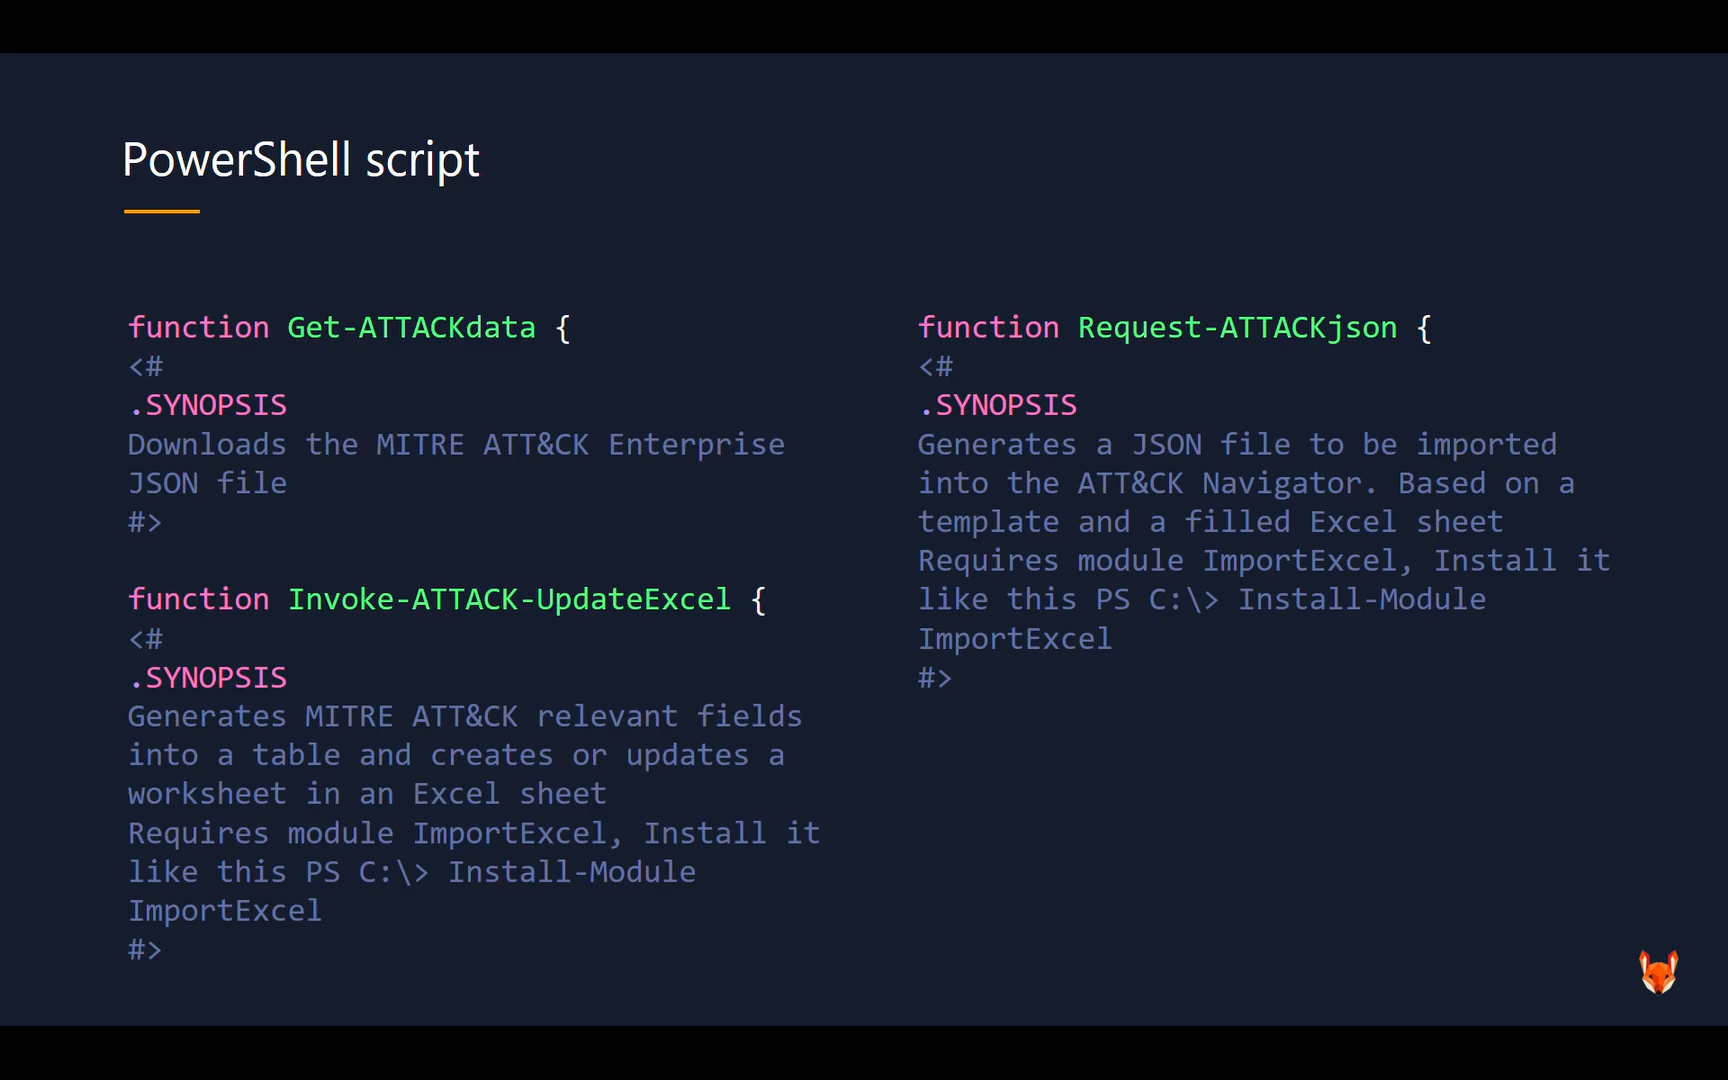 PowerShell script
function Get-ATTACKdata {
<#
.SYNOPSIS
Downloads the MITRE ATT&CK Enterprise
JSON file
#>
function Invoke-ATTACK-UpdateExcel {
<#
.SYNOPSIS
Generates MITRE ATT&CK relevant fields
into a table and creates or updates a
worksheet in an Excel sheet
Requires module ImportExcel, Install it
like this PS C:\> Install-Module
ImportExcel
#>
function Request-ATTACKjson {
<#
.SYNOPSIS
Generates a JSON file to be imported
into the ATT&CK Navigator. Based on a
template and a filled Excel sheet
Requires module ImportExcel, Install it
like this PS C:\> Install-Module
ImportExcel
#>